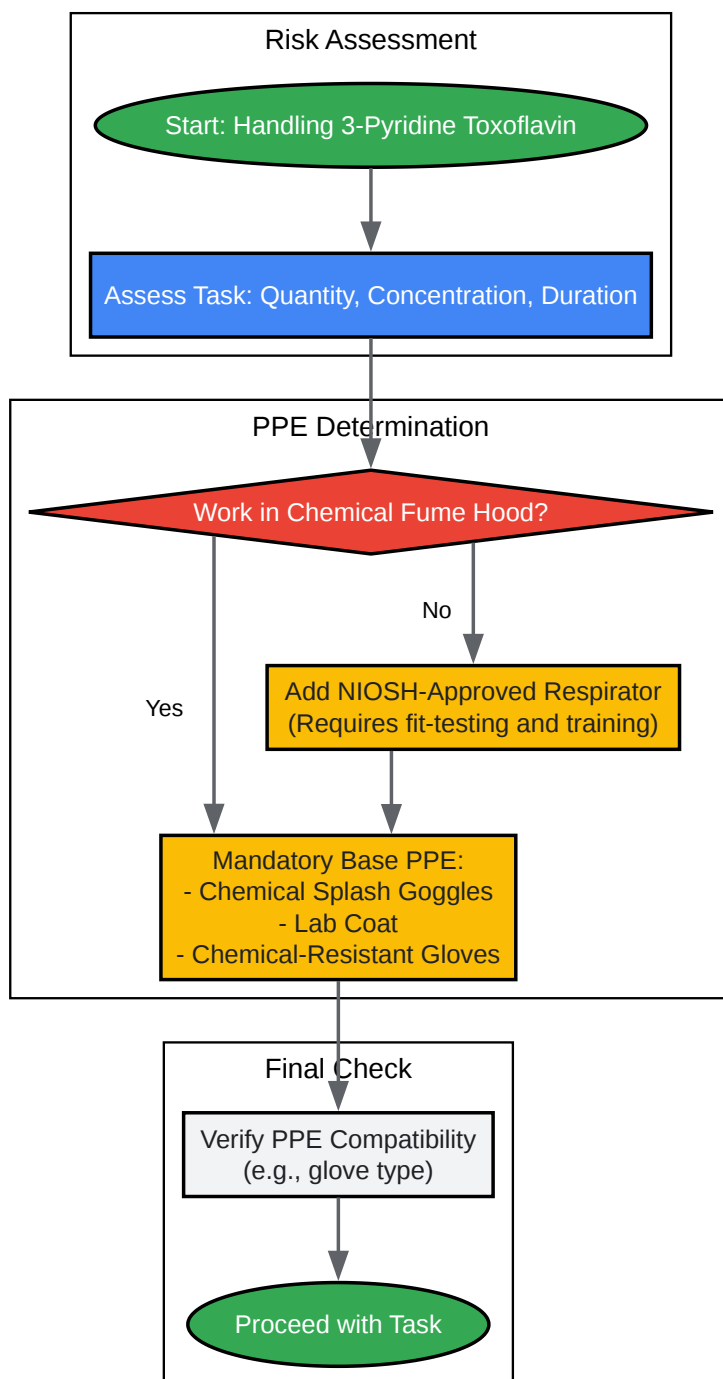 Risk Assessment
Start: Handling 3-Pyridine Toxoflavin
Assess Task: Quantity, Concentration, Duration
PPE Determination
Work in Chemical Fume Hood?
No
Add NIOSH-Approved Respirator
(Requires fit-testing and training)
Yes
Mandatory Base PPE:
- Chemical Splash Goggles
- Lab Coat
- Chemical-Resistant Gloves
Final Check
Verify PPE Compatibility
(e.g., glove type)
Proceed with Task